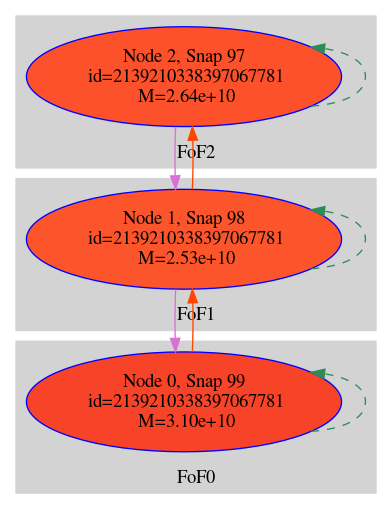 Node 2, Snap 97
id=2139210338397067781
M=2.64e+10
FoF2
Node 1, Snap 98
id=2139210338397067781
M=2.53e+10
FoF1
Node 0, Snap 99
id=2139210338397067781
M=3.10e+10
FoF0